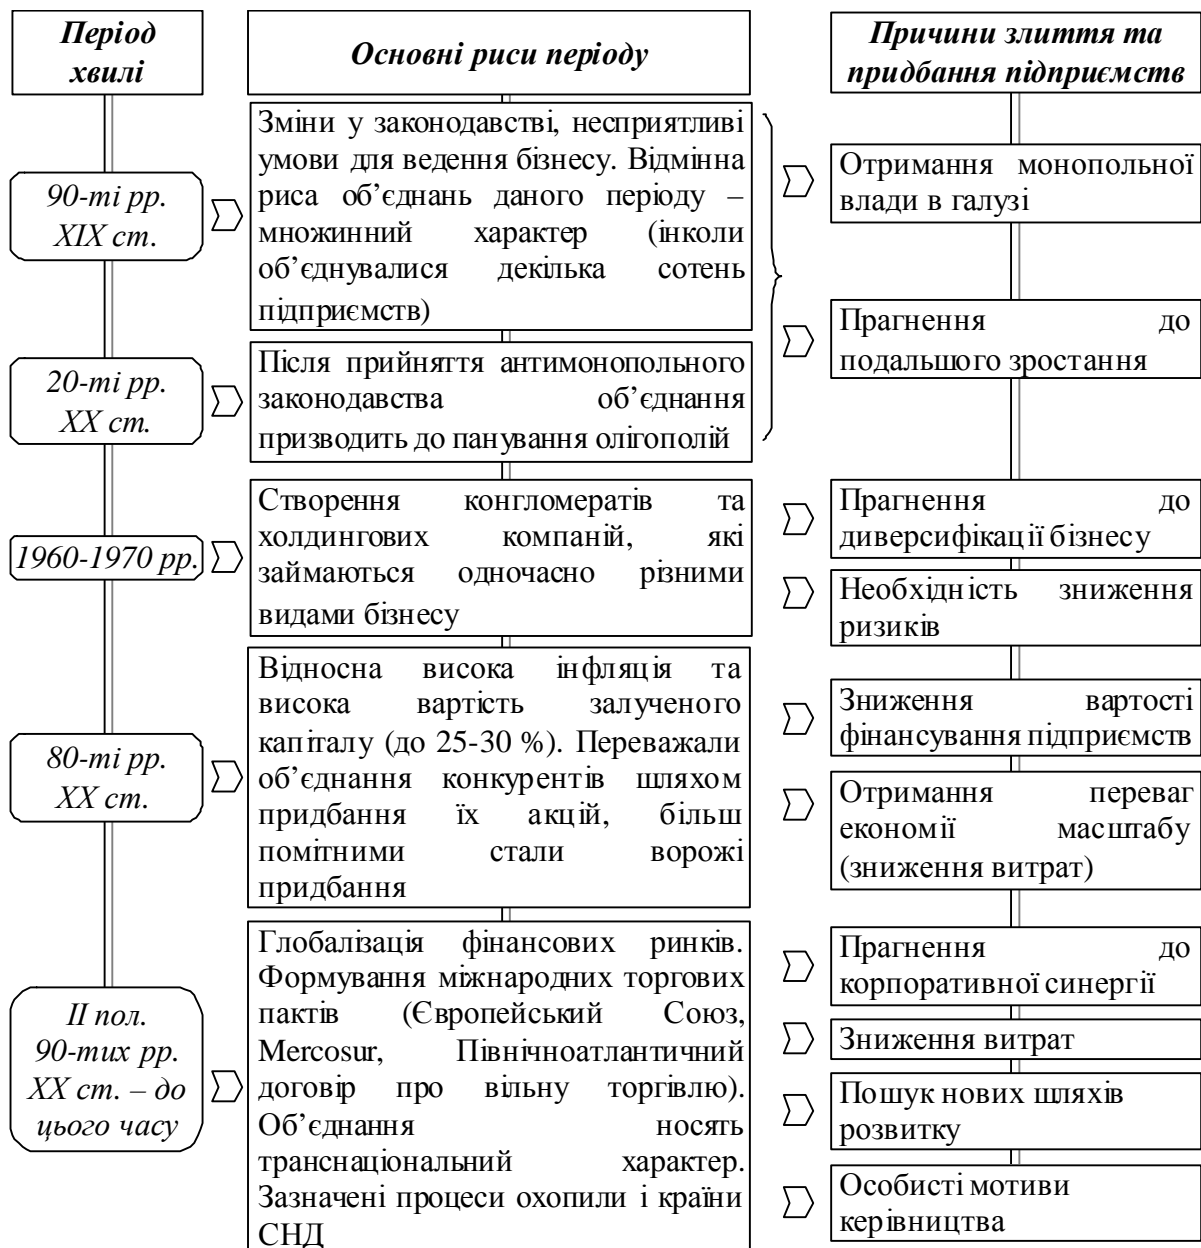 Період
хвилі
Основні риси періоду
Причини злиття та
придбання підприємств
90-ті рр.
XIX ст.
Зміни у законодавстві, несприятливі
умови для ведення бізнесу. Відмінна
риса об’єднань даного періоду –
множинний характер (інколи
об’єднувалися декілька сотень
підприємств)
Отримання монопольної
влади в галузі
Прагнення до
подальшого зростання
20-ті рр.
XX ст.
Після прийняття антимонопольного
законодавства об’єднання
призводить до панування олігополій
1960-1970 рр.
Створення конгломератів та
холдингових компаній, які
займаються одночасно різними
видами бізнесу
Прагнення до
диверсифікації бізнесу
Необхідність зниження
ризиків
80-ті рр.
XX ст.
Відносна висока інфляція та
висока вартість залученого
капіталу (до 25-30 %). Переважали
об’єднання конкурентів шляхом
придбання їх акцій, більш
помітними стали ворожі
придбання
Зниження вартості
фінансування підприємств
Отримання переваг
економії масштабу
(зниження витрат)
II пол.
90-тих рр.
XX ст. – до
цього часу
Глобалізація фінансових ринків.
Формування міжнародних торгових
пактів (Європейський Союз,
Mercosur, Північноатлантичний
договір про вільну торгівлю).
Об’єднання носять
транснаціональний характер.
Зазначені процеси охопили і країни
СНД
Прагнення до
корпоративної синергії
Зниження витрат
Пошук нових шляхів
розвитку
Особисті мотиви
керівництва